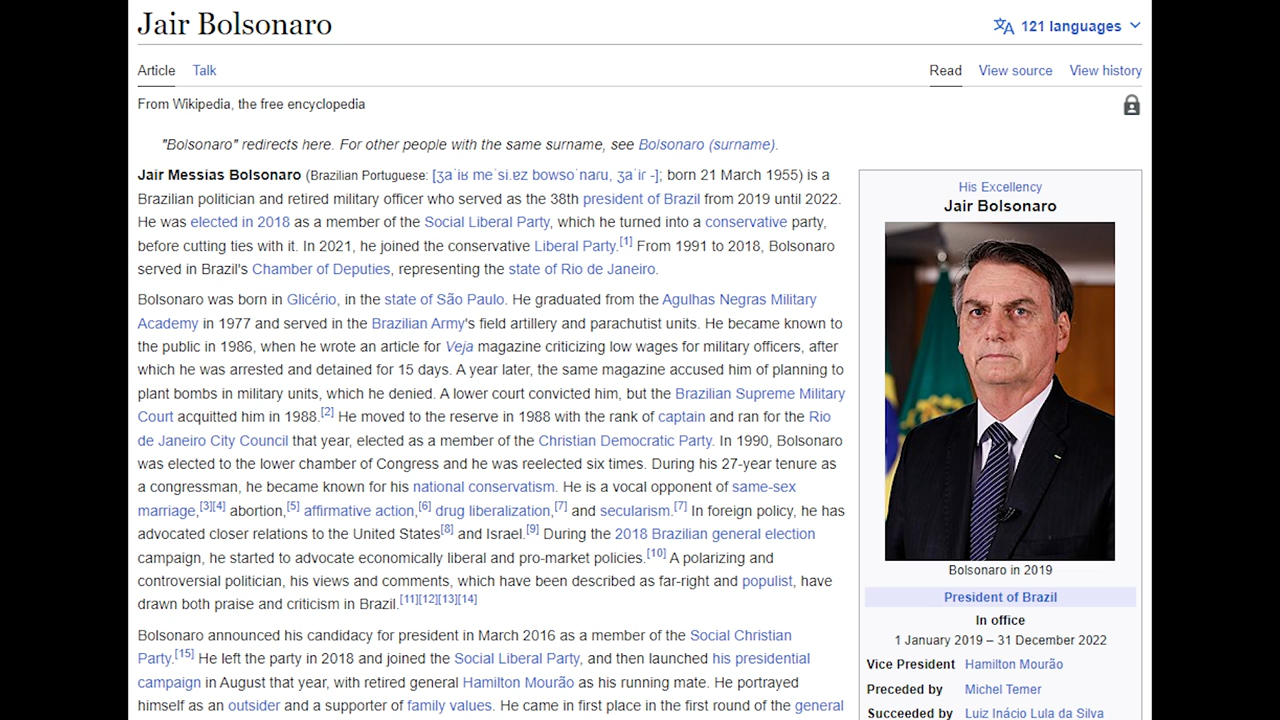 Jair Bolsonaro
121 languages
Article Talk Read View source View history
From Wikipedia, the free encyclopedia
"Bolsonaro" redirects here. For other people with the same surname, see Bolsonaro (surname).
Jair Messias Bolsonaro (Brazilian Portuguese: [ʒaˈiʁ meˈsi.ɐz bowsoˈnaɾu, ʒaˈiɾ -]; born 21 March 1955) is a
Brazilian politician and retired military officer who served as the 38th president of Brazil from 2019 until 2022.
He was elected in 2018 as a member of the Social Liberal Party, which he turned into a conservative party,
before cutting ties with it. In 2021, he joined the conservative Liberal Party.[1] From 1991 to 2018, Bolsonaro
served in Brazil's Chamber of Deputies, representing the state of Rio de Janeiro.
Bolsonaro was born in Glicério, in the state of São Paulo. He graduated from the Agulhas Negras Military
Academy in 1977 and served in the Brazilian Army's field artillery and parachutist units. He became known to
the public in 1986, when he wrote an article for Veja magazine criticizing low wages for military officers, after
which he was arrested and detained for 15 days. A year later, the same magazine accused him of planning to
plant bombs in military units, which he denied. A lower court convicted him, but the Brazilian Supreme Military
Court acquitted him in 1988.[2] He moved to the reserve in 1988 with the rank of captain and ran for the Rio
de Janeiro City Council that year, elected as a member of the Christian Democratic Party. In 1990, Bolsonaro
was elected to the lower chamber of Congress and he was reelected six times. During his 27-year tenure as
a congressman, he became known for his national conservatism. He is a vocal opponent of same-sex
marriage,[3][4] abortion,[5] affirmative action,[6] drug liberalization,[7] and secularism.[7] In foreign policy, he has
advocated closer relations to the United States[8] and Israel.[9] During the 2018 Brazilian general election
campaign, he started to advocate economically liberal and pro-market policies.[10] A polarizing and
controversial politician, his views and comments, which have been described as far-right and populist, have
drawn both praise and criticism in Brazil.[11][12][13][14]
Bolsonaro announced his candidacy for president in March 2016 as a member of the Social Christian
Party.[15] He left the party in 2018 and joined the Social Liberal Party, and then launched his presidential
campaign in August that year, with retired general Hamilton Mourão as his running mate. He portrayed
himself as an outsider and a supporter of family values. He came in first place in the first round of the general
His Excellency
Jair Bolsonaro
Bolsonaro in 2019
President of Brazil
In office
1 January 2019 – 31 December 2022
Vice President Hamilton Mourão
Preceded by Michel Temer
Succeeded by Luiz Inácio Lula da Silva